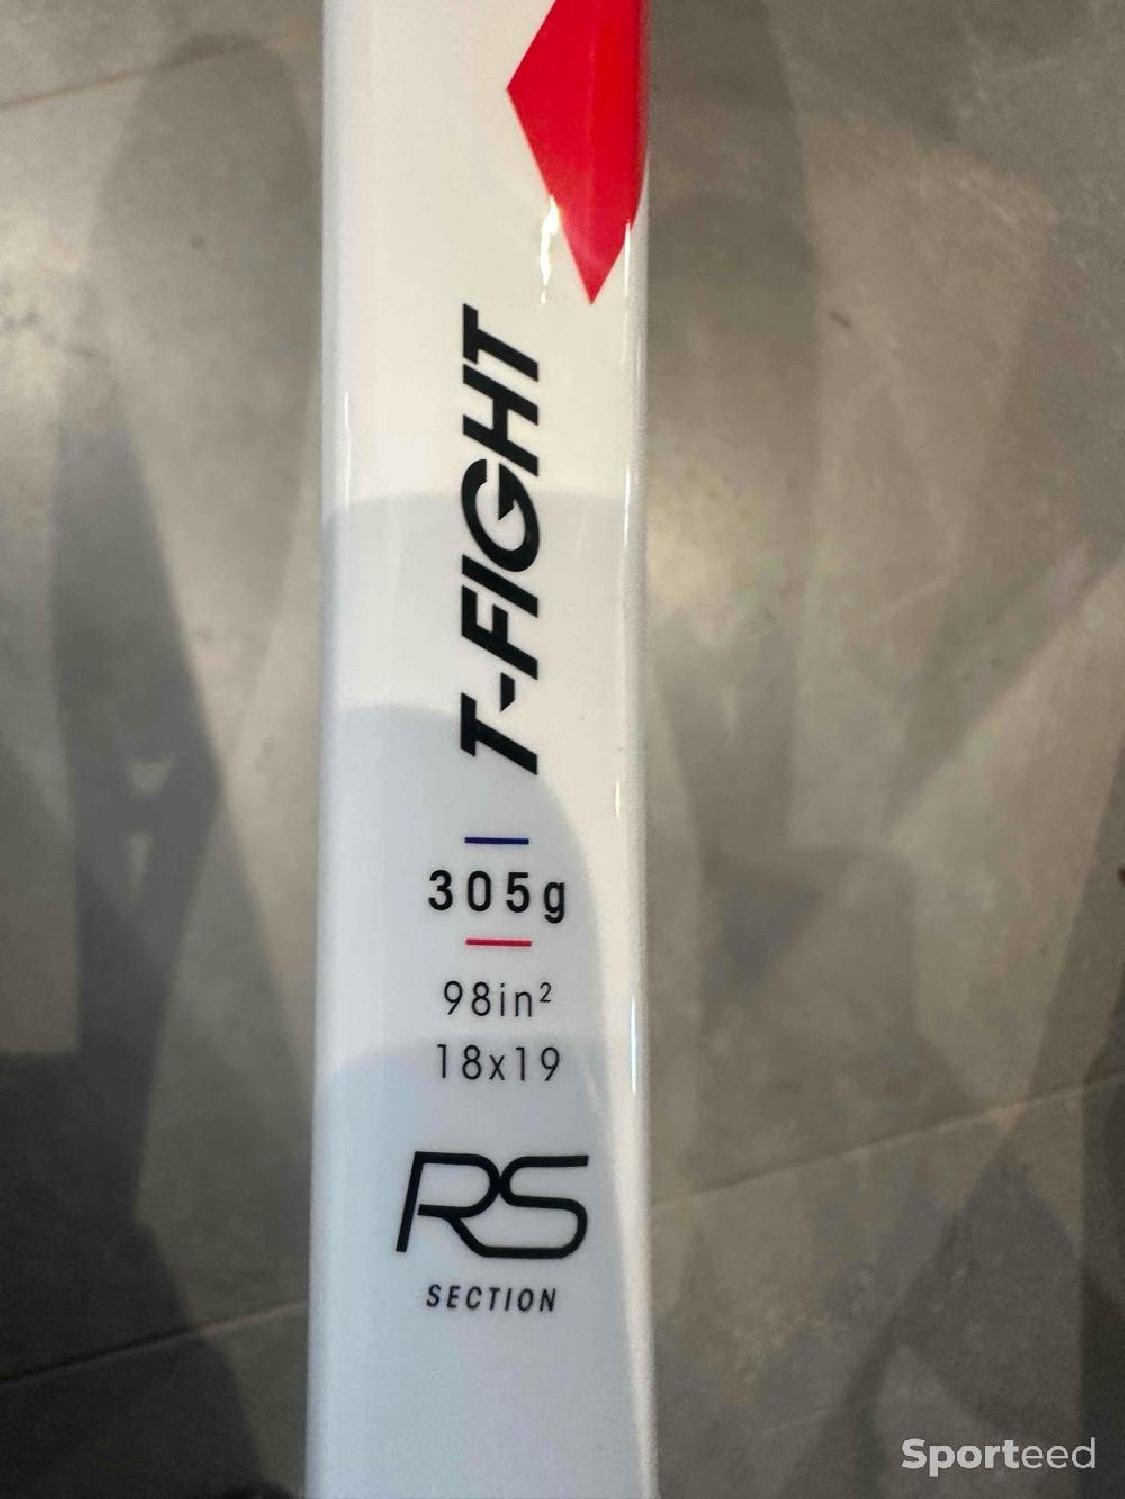 T-FIGHT
305g
98in²
18x19
RS
SECTION
Sporteed